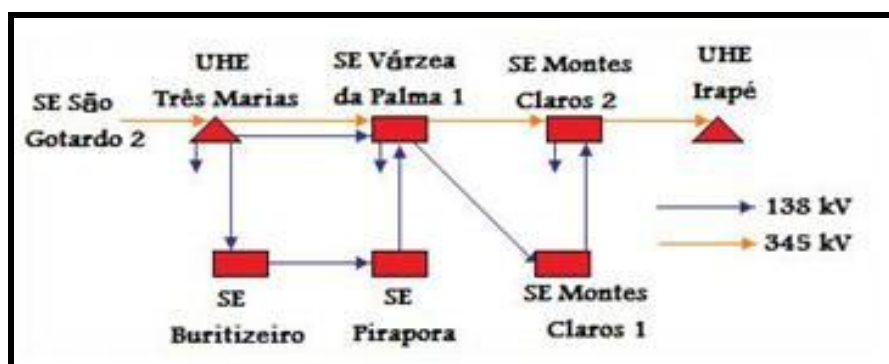 SE São
Gotardo 2
UHE
Três Marias
SE Várzea
da Palma 1
SE Montes
Claros 2
UHE
Irapé
138 kV
345 kV
SE
Buritizeiro
SE
Pirapora
SE Montes
Claros 1